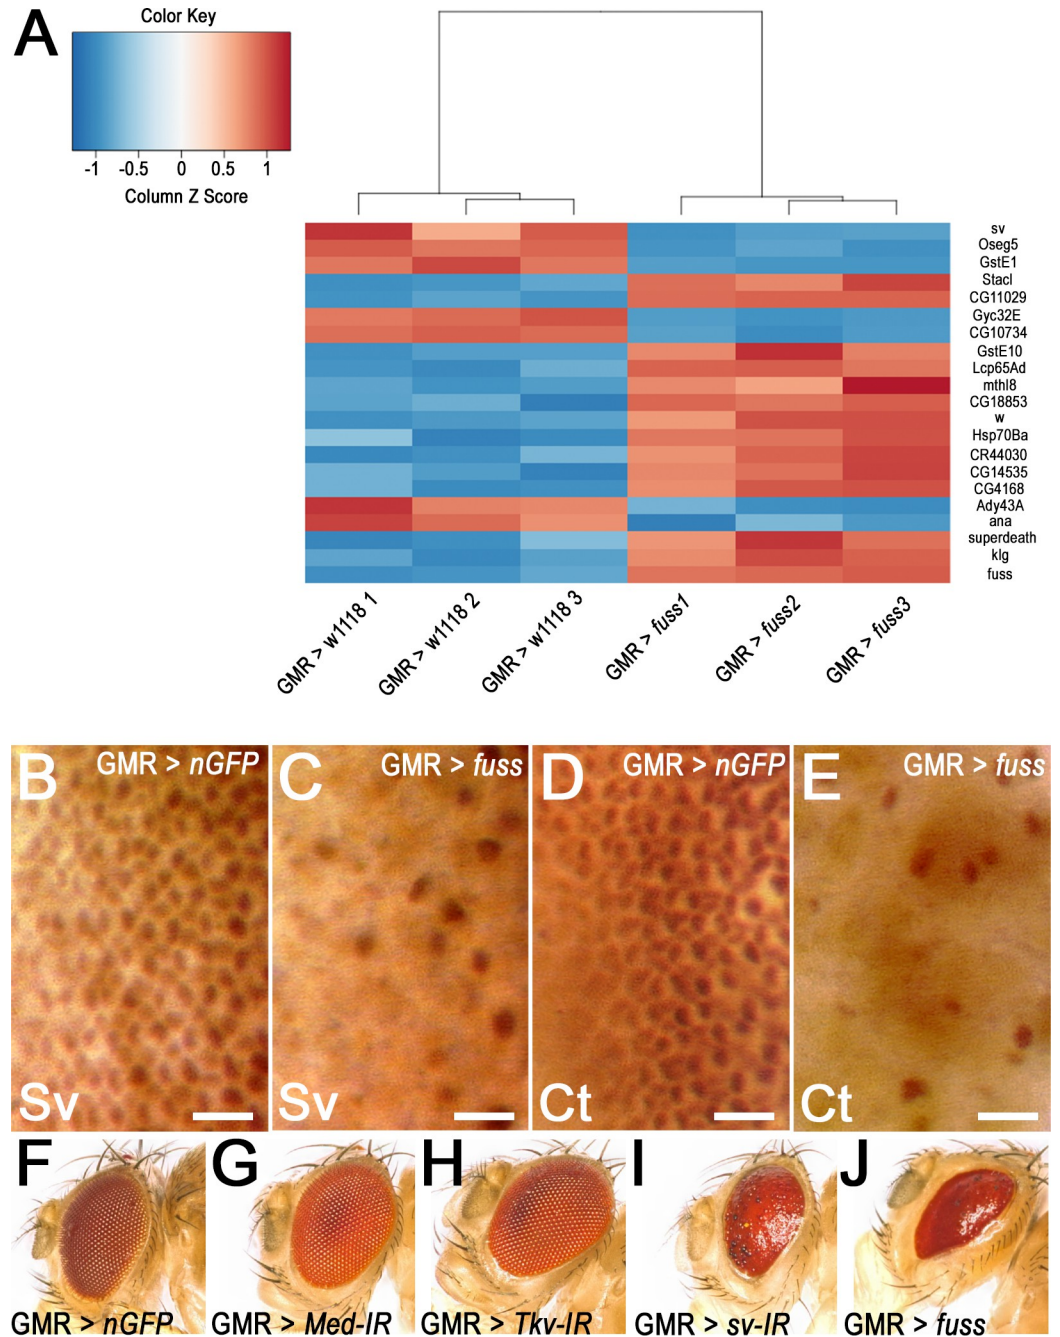 A
Color Key
-1 -0.5 0 0.5 1
Column Z Score
sv
Oseg5
GstE1
Stacl
CG11029
Gyc32E
CG10734
GstE10
Lcp65Ad
mthl8
CG18853
w
Hsp70Ba
CR44030
CG14535
CG4168
Ady43A
ana
superdeath
klg
fuss
GMR > w1118 1
GMR > w1118 2
GMR > w1118 3
GMR > fuss1
GMR > fuss2
GMR > fuss3
B GMR > nGFP
Sv
C GMR > fuss
Sv
D GMR > nGFP
Ct
E GMR > fuss
Ct
F
GMR > nGFP
G
GMR > Med-IR
H
GMR > Tkv-IR
I
GMR > sv-IR
J
GMR > fuss